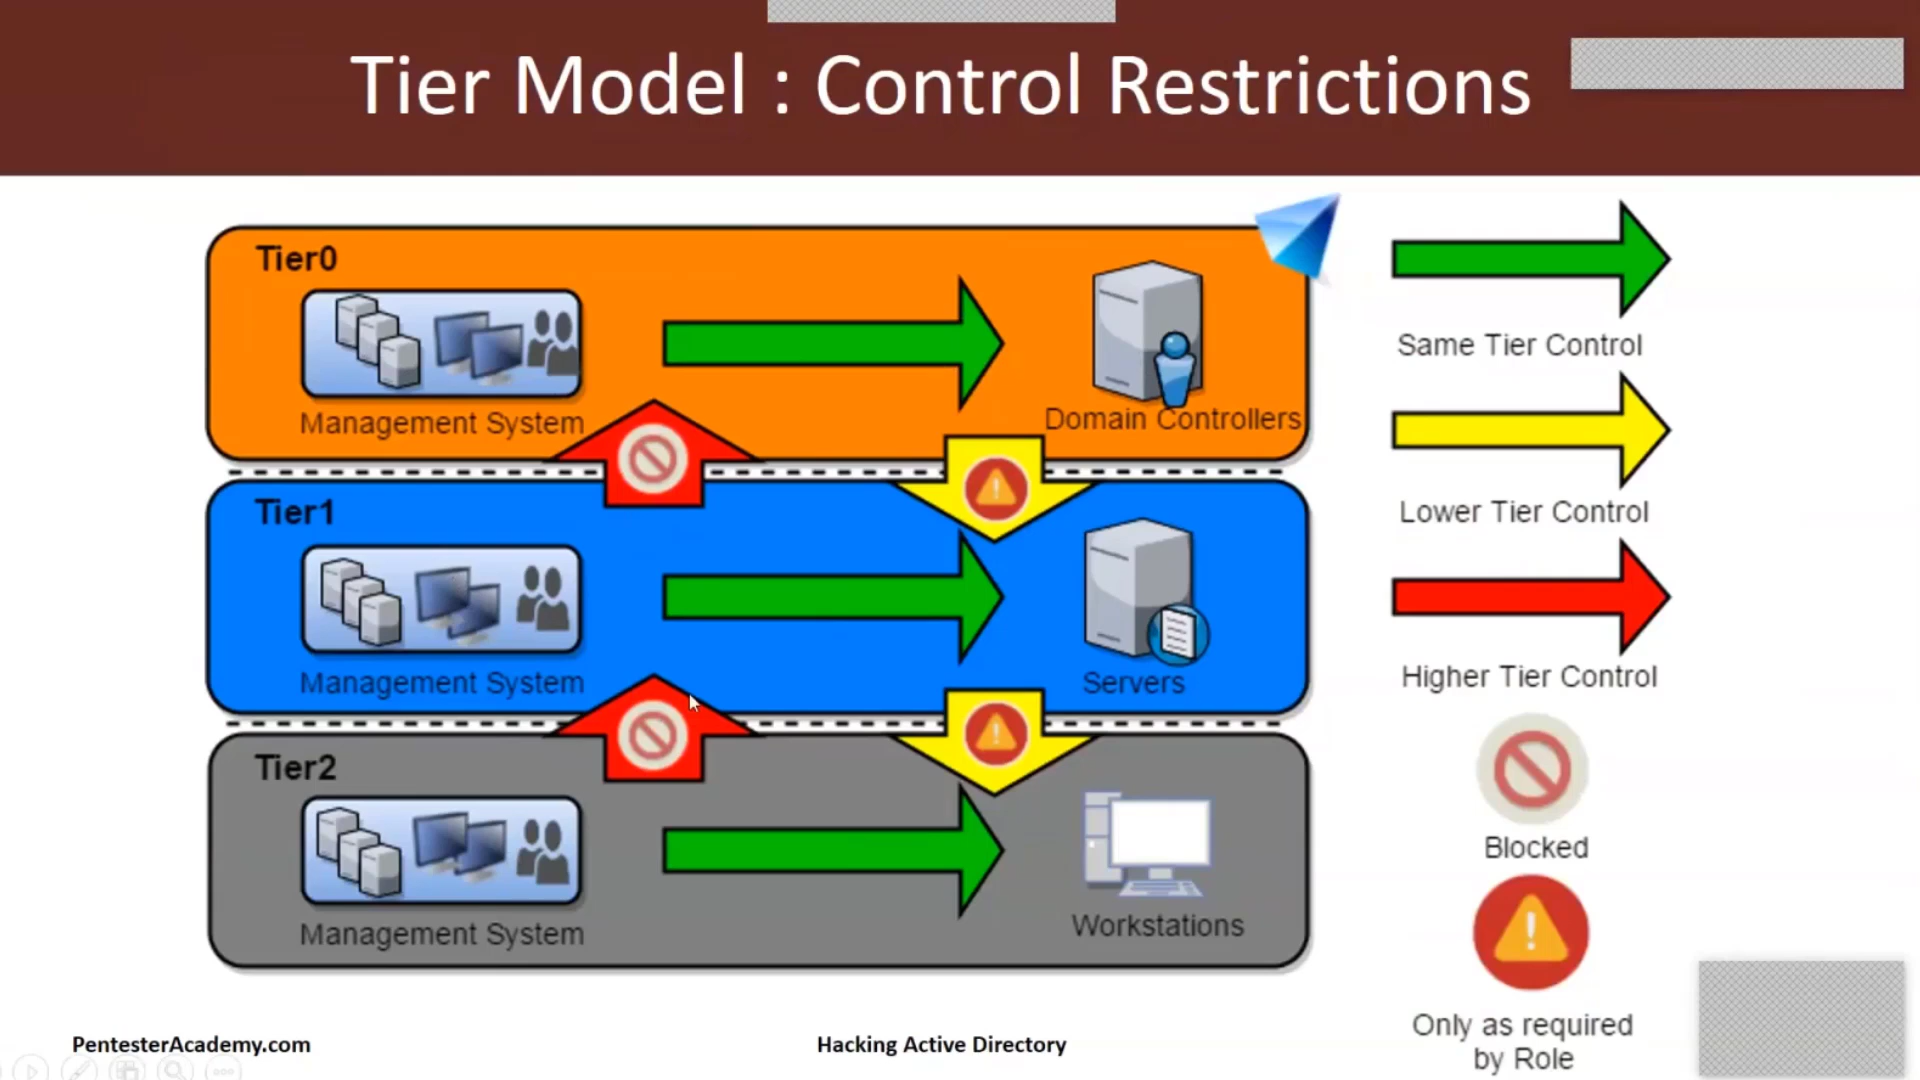 Tier Model : Control Restrictions
Tier0
Management System
Domain Controllers
Tier1
Management System
Servers
Tier2
Management System
Workstations
Same Tier Control
Lower Tier Control
Higher Tier Control
Blocked
Only as required
by Role
PentesterAcademy.com
Hacking Active Directory